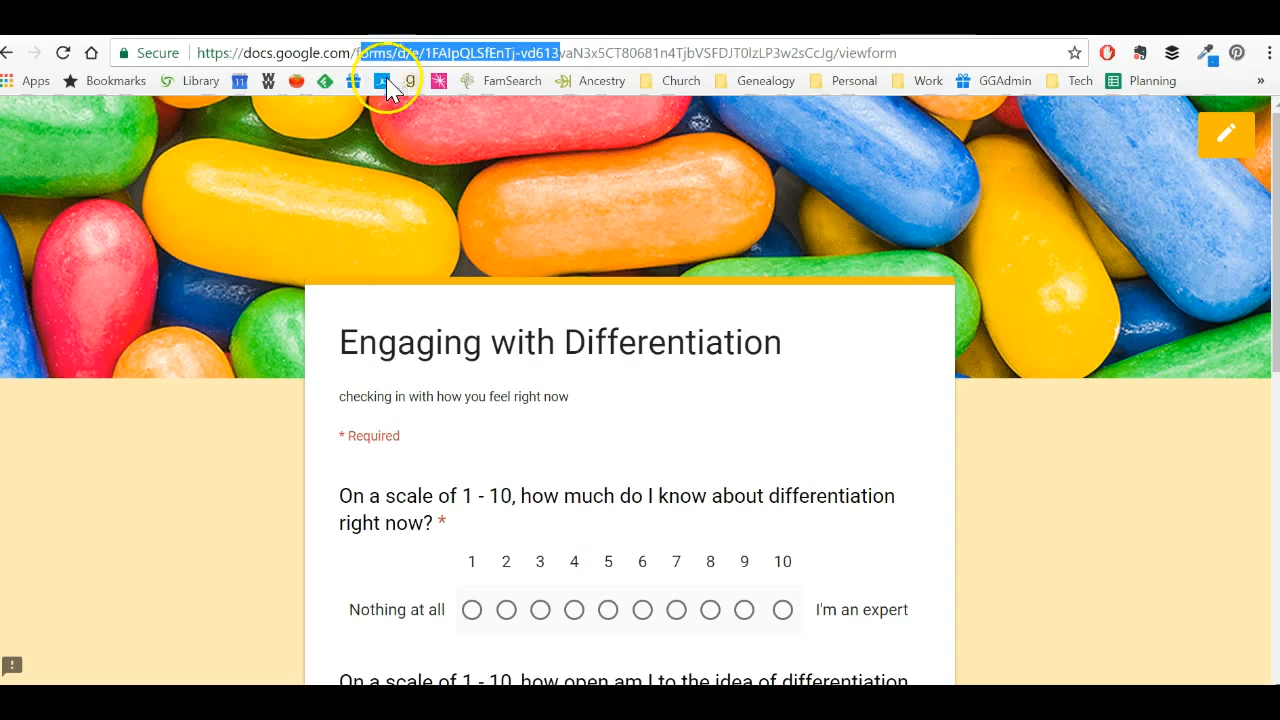 Secure https://docs.google.com/forms/d/e/1FAIpQLSfEnTj-vd613vaN3x5CT80681n4TjbVSFDJT0lzLP3w2sCcJg/viewform
Apps Bookmarks Library 11 W g FamSearch Ancestry Church Genealogy Personal Work GGAdmin Tech Planning »
Engaging with Differentiation
checking in with how you feel right now
* Required
On a scale of 1 - 10, how much do I know about differentiation
right now? *
1 2 3 4 5 6 7 8 9 10
Nothing at all I'm an expert
On a scale of 1 - 10, how open am I to the idea of differentiation